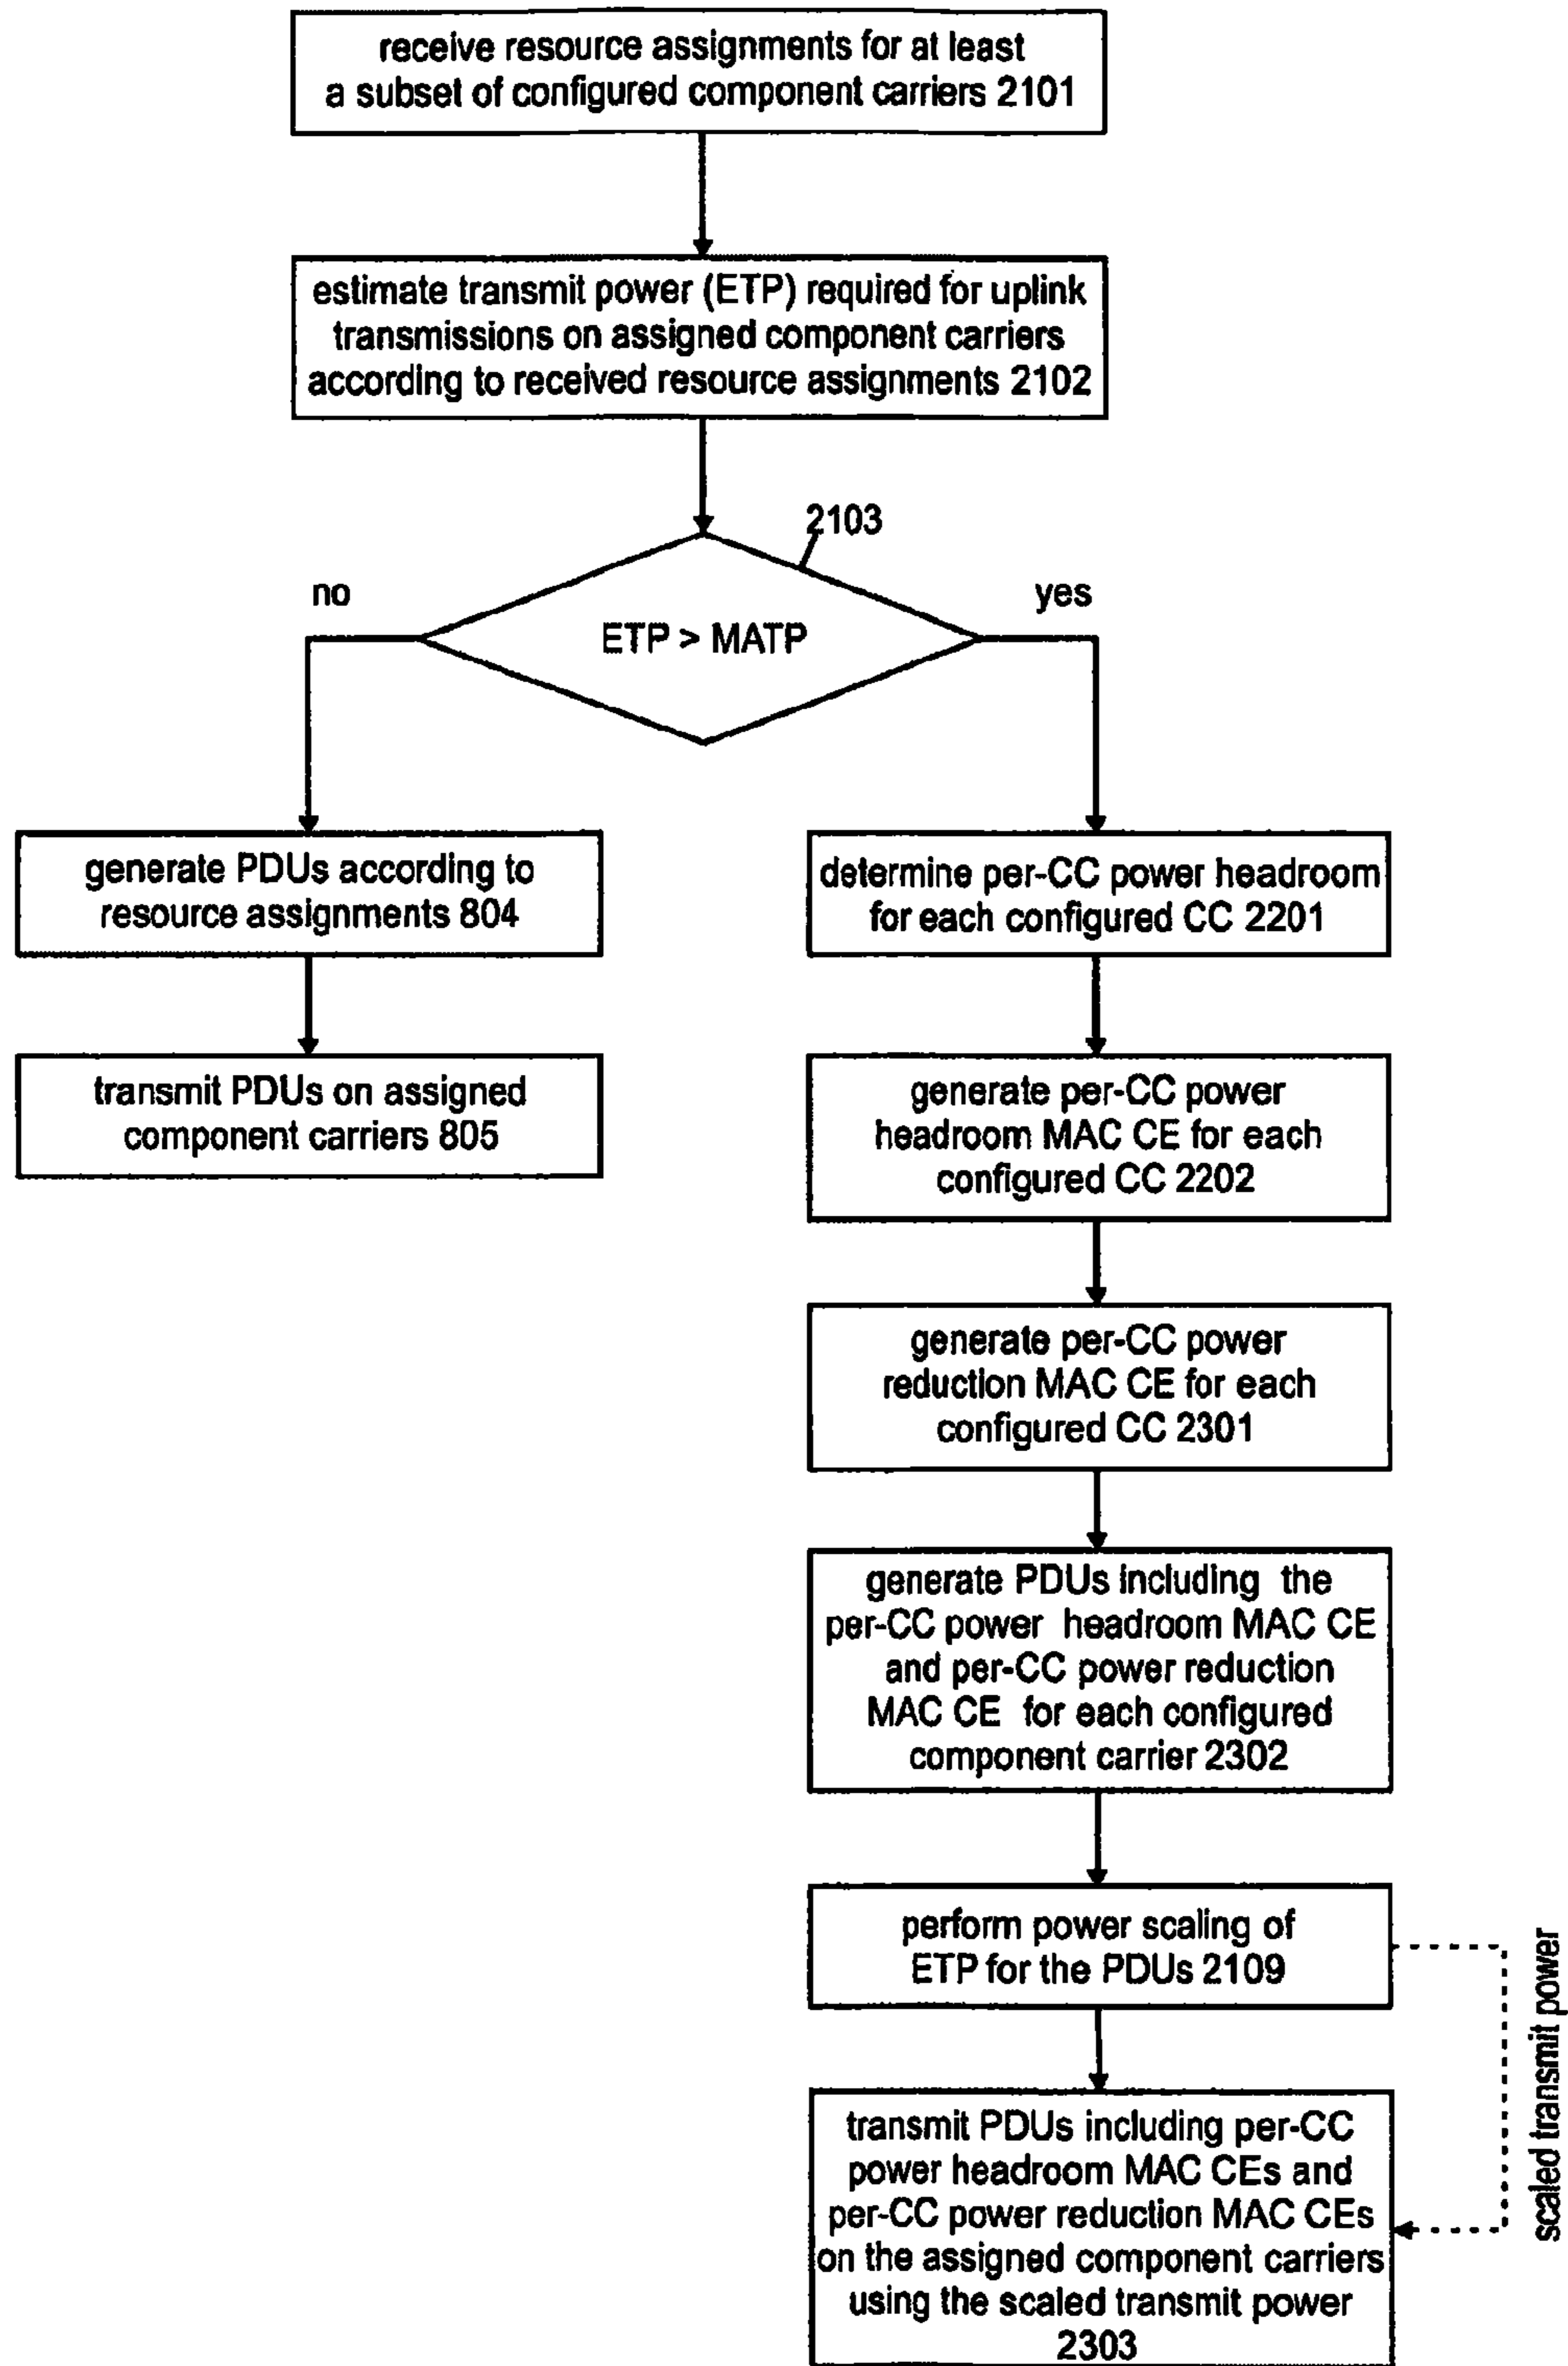 receive resource assignments for at least
a subset of configured component carriers 2101
estimate transmit power (ETP) required for uplink
transmissions on assigned component carriers
according to received resource assignments 2102
2103
no
yes
ETP > MATP
generate PDUs according to
resource assignments 804
transmit PDUs on assigned
component carriers 805
determine per-CC power headroom
for each configured CC 2201
generate per-CC power
headroom MAC CE for each
configured CC 2202
generate per-CC power
reduction MAC CE for each
configured CC 2301
generate PDUs including the
per-CC power headroom MAC CE
and per-CC power reduction
MAC CE for each configured
component carrier 2302
perform power scaling of
ETP for the PDUs 2109
scaled transmit power
transmit PDUs including per-CC
power headroom MAC CEs and
per-CC power reduction MAC CEs
on the assigned component carriers
using the scaled transmit power
2303